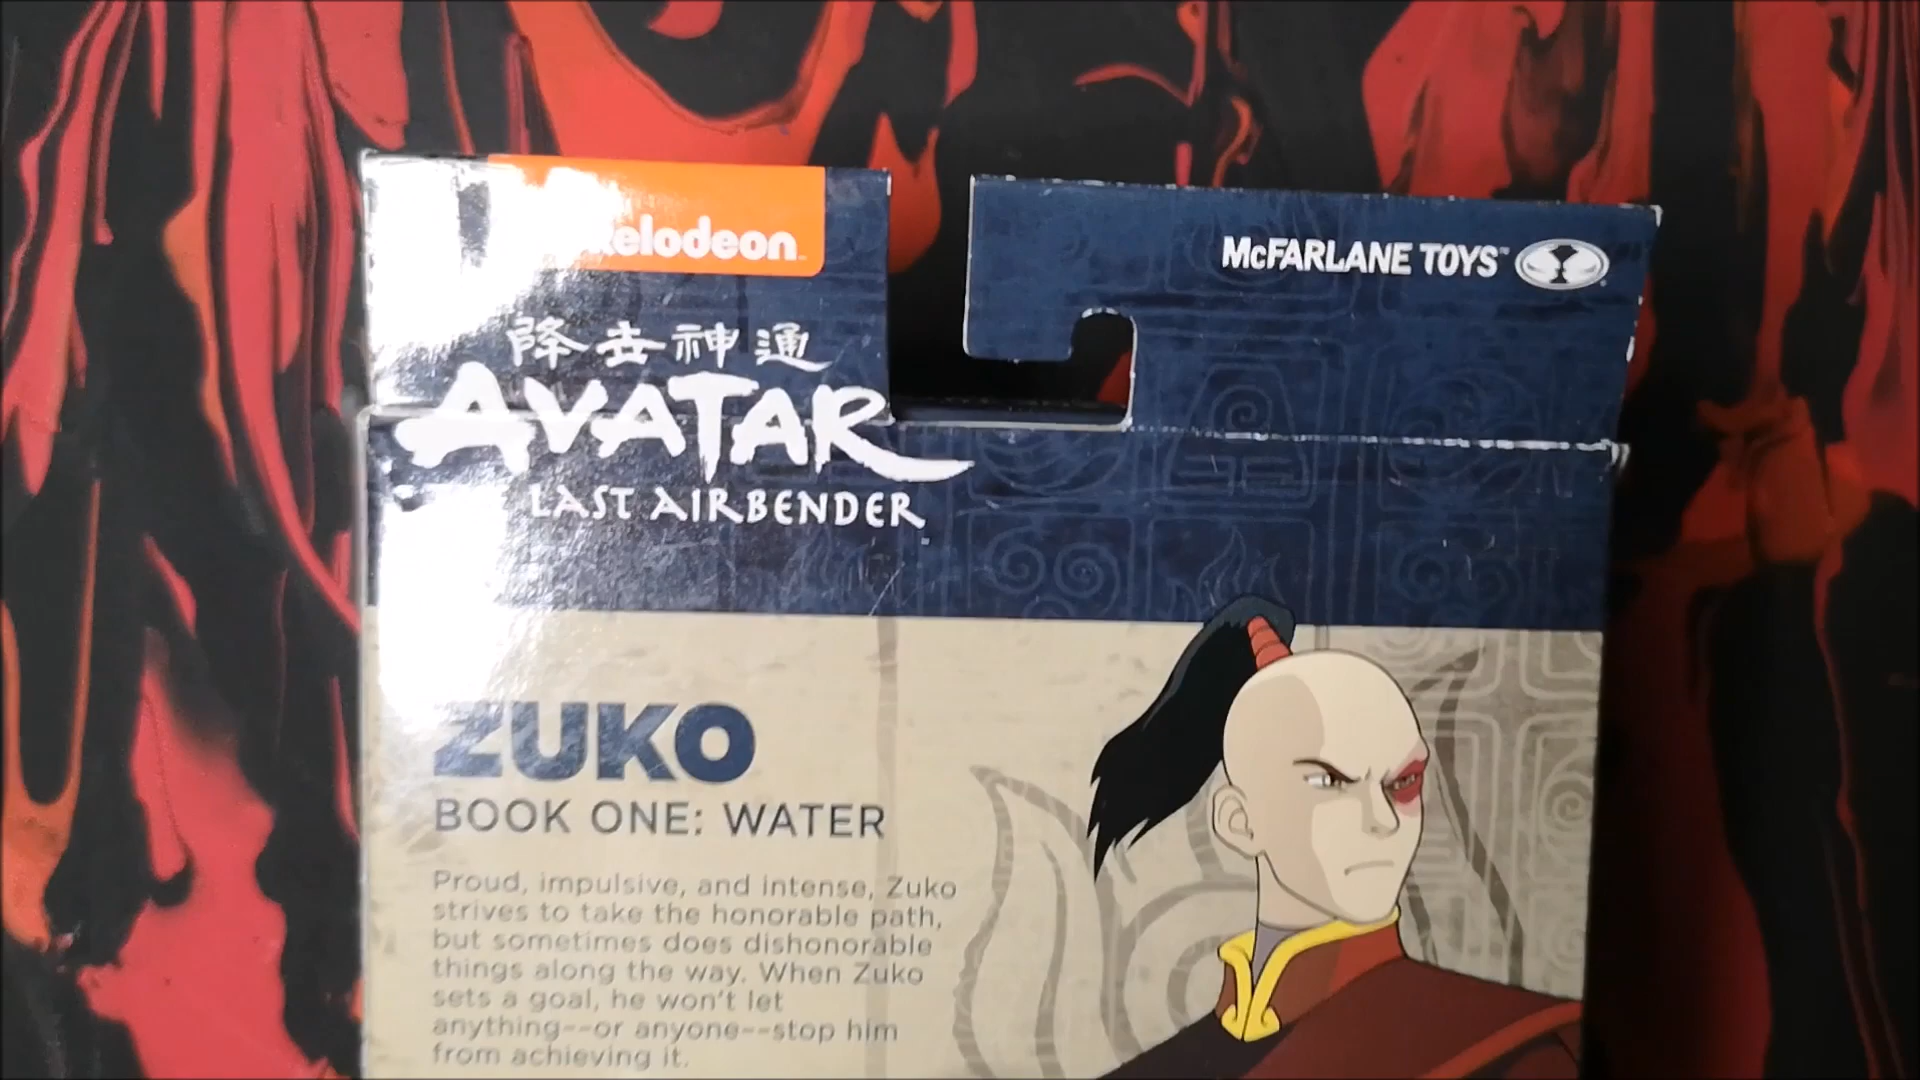 nickelodeon
McFARLANE TOYS™
降世神通
AVATAR
LAST AIRBENDER
ZUKO
BOOK ONE: WATER
Proud, impulsive, and intense, Zuko
strives to take the honorable path,
but sometimes does dishonorable
things along the way. When Zuko
sets a goal, he won't let
anything--or anyone--stop him
from achieving it.